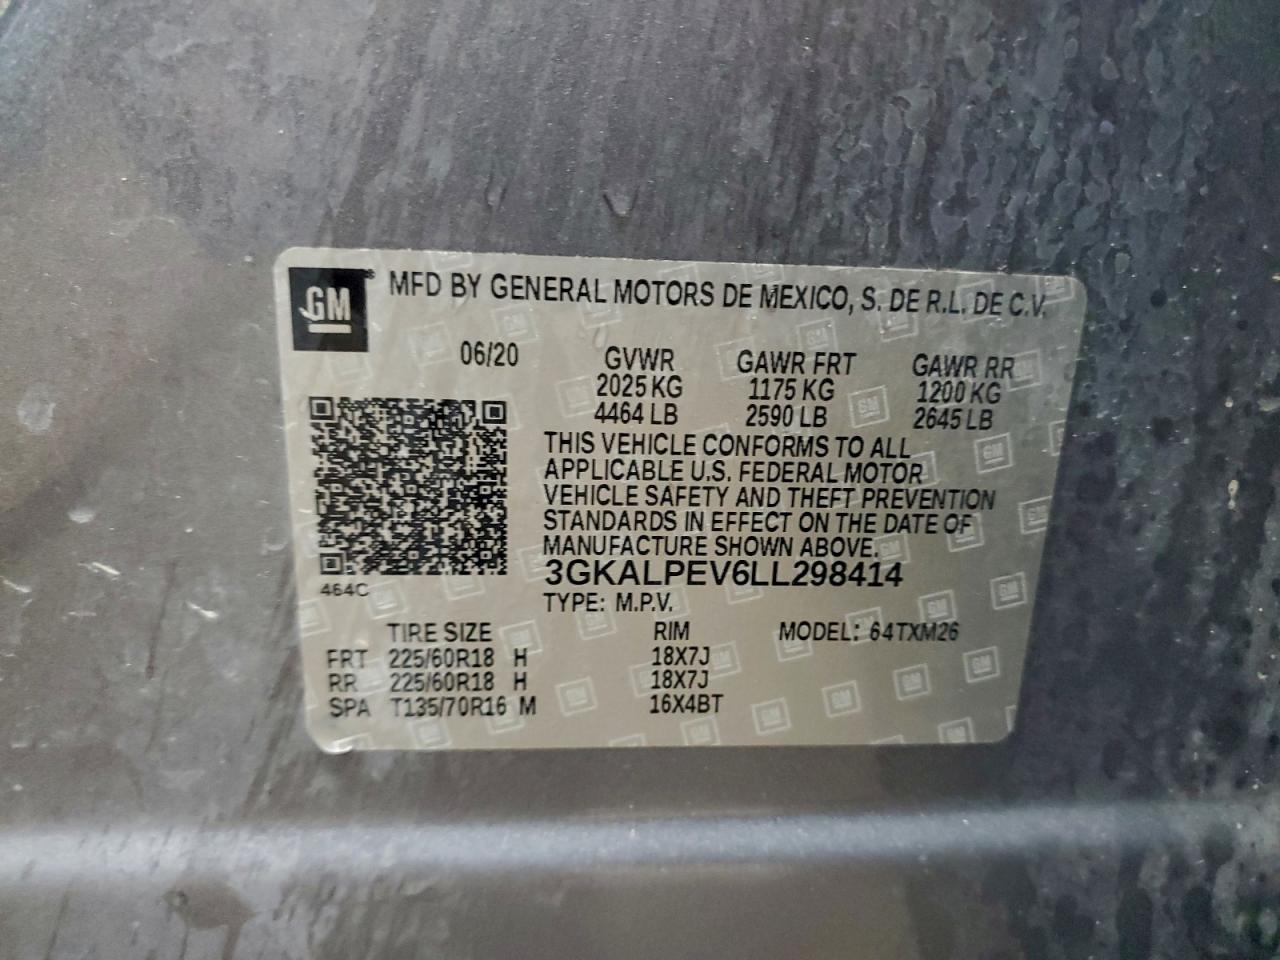 GM® MFD BY GENERAL MOTORS DE MEXICO, S. DE R.L. DE C.V.
06/20 GVWR GAWR FRT GAWR RR
2025 KG 1175 KG 1200 KG
4464 LB 2590 LB 2645 LB
THIS VEHICLE CONFORMS TO ALL
APPLICABLE U.S. FEDERAL MOTOR
VEHICLE SAFETY AND THEFT PREVENTION
STANDARDS IN EFFECT ON THE DATE OF
MANUFACTURE SHOWN ABOVE.
3GKALPEV6LL298414
464C
TYPE: M.P.V.
TIRE SIZE RIM MODEL: 64TXM26
FRT 225/60R18 H 18X7J
RR 225/60R18 H 18X7J
SPA T135/70R16 M 16X4BT